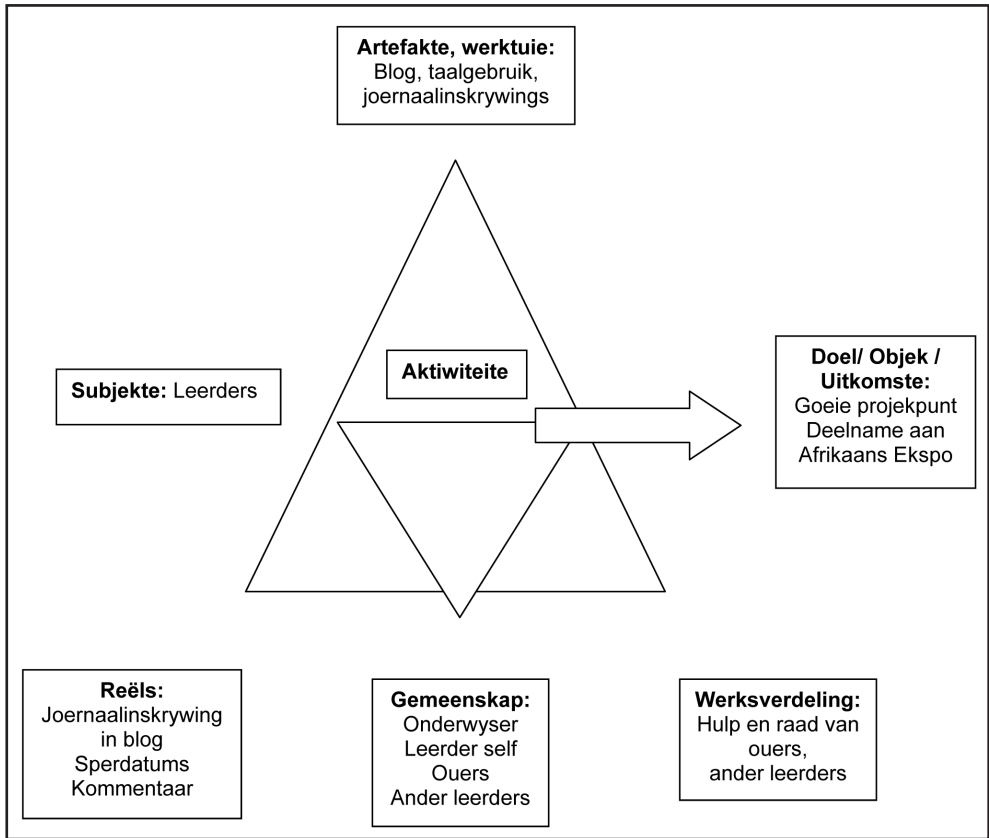 Artefakte, werktuie:
Blog, taalgebruik,
joernaalinskrywings
Aktiwiteite
Subjekte: Leerders
Doel/ Objek /
Uitkomste:
Goeie projekpunt
Deelname aan
Afrikaans Ekspo
Reëls:
Joernaalinskrywing
in blog
Sperdatums
Kommentaar
Gemeenskap:
Onderwyser
Leerder self
Ouers
Ander leerders
Werksverdeling:
Hulp en raad van
ouers,
ander leerders